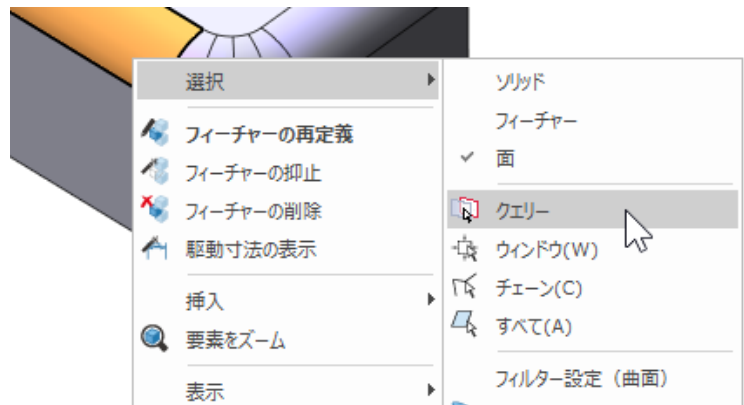 選択
フィーチャーの再定義
フィーチャーの抑止
フィーチャーの削除
駆動寸法の表示
挿入
要素をズーム
表示
ソリッド
フィーチャー
面
クエリー
ウィンドウ(W)
チェーン(C)
すべて(A)
フィルター設定（曲面）